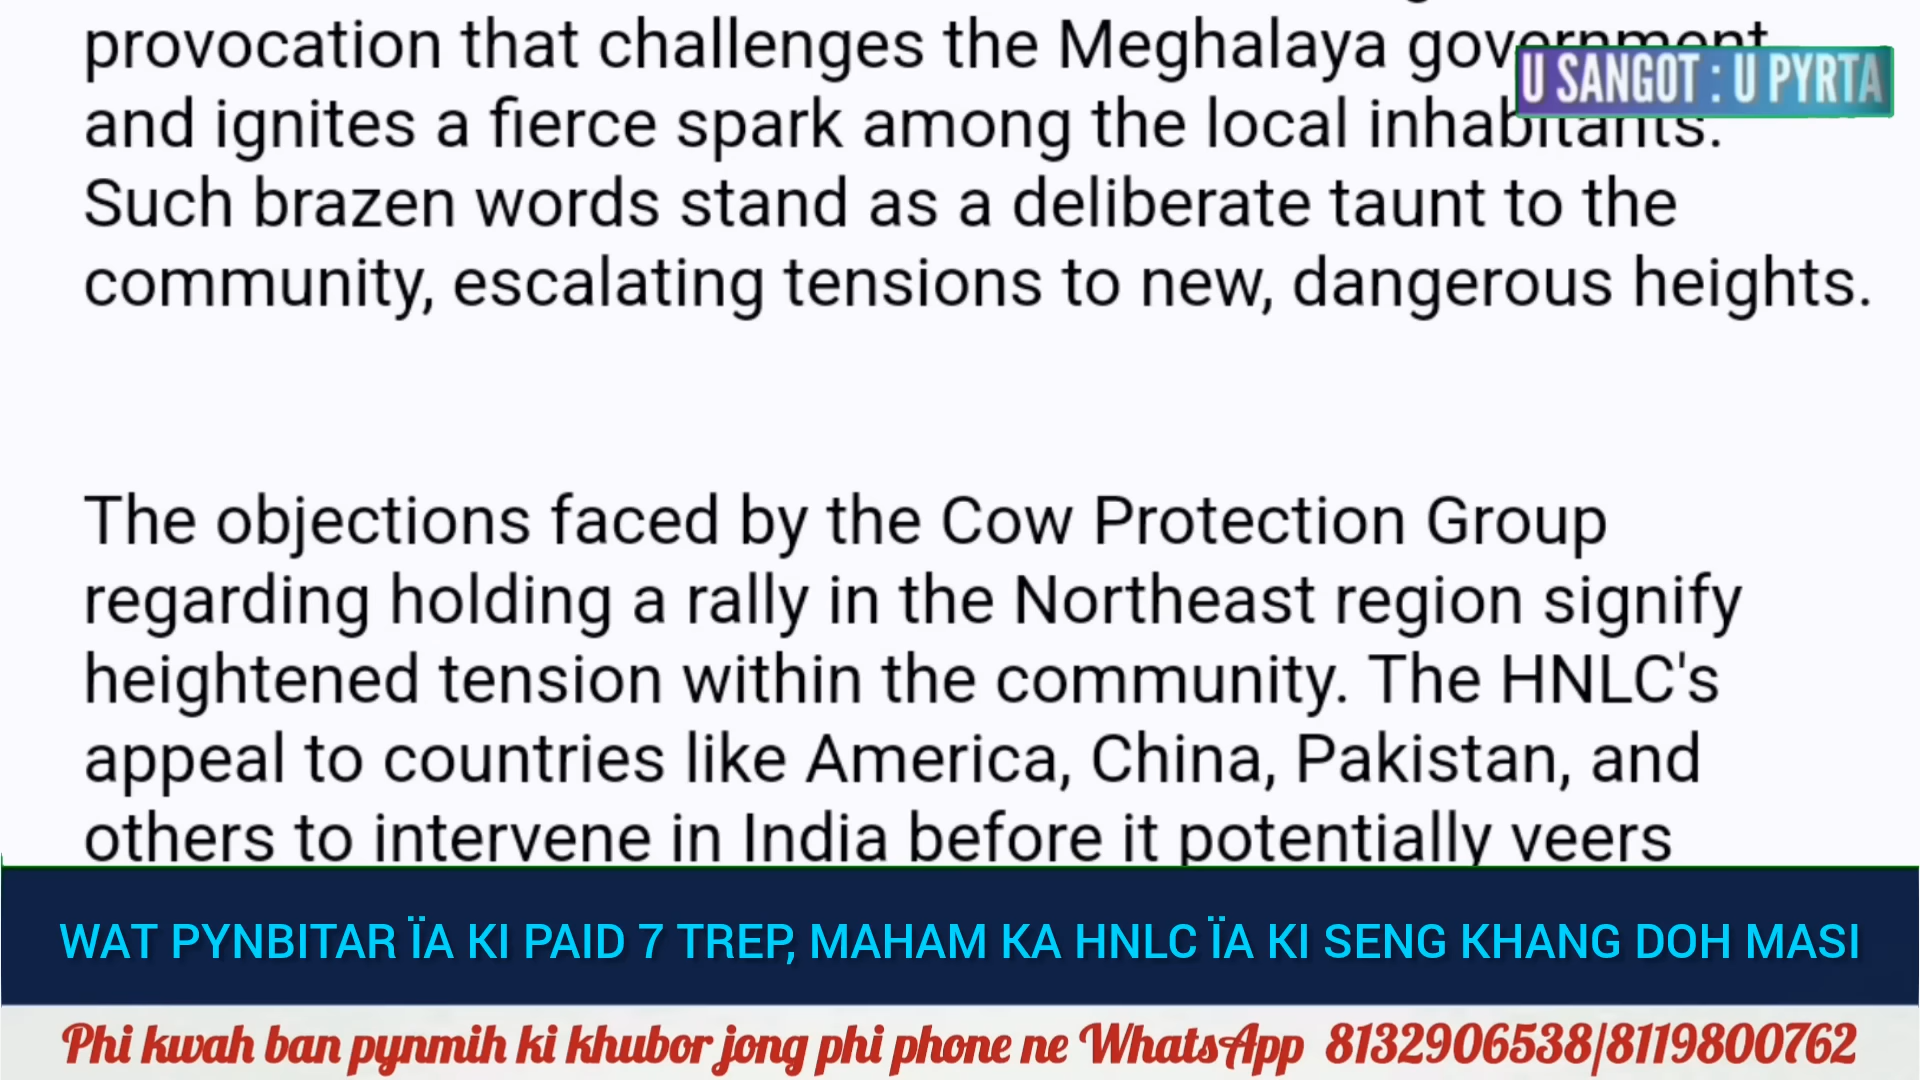 provocation that challenges the Meghalaya government
U SANGOT : U PYRTA
and ignites a fierce spark among the local inhabitants.
Such brazen words stand as a deliberate taunt to the
community, escalating tensions to new, dangerous heights.
The objections faced by the Cow Protection Group
regarding holding a rally in the Northeast region signify
heightened tension within the community. The HNLC's
appeal to countries like America, China, Pakistan, and
others to intervene in India before it potentially veers
WAT PYNBITAR ÏA KI PAID 7 TREP, MAHAM KA HNLC ÏA KI SENG KHANG DOH MASI
Phi kwah ban pynmih ki khubor jong phi phone ne WhatsApp 8132906538/8119800762